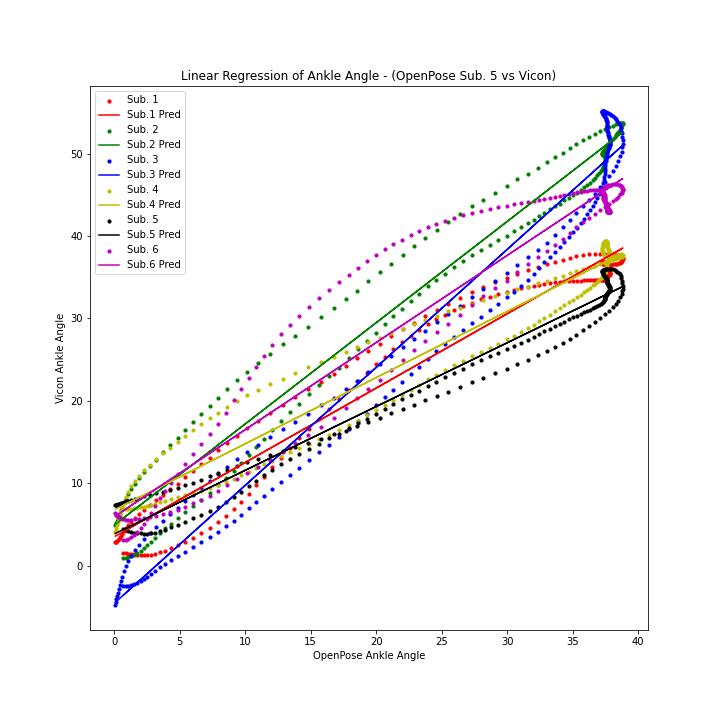 Linear Regression of Ankle Angle - (OpenPose Sub. 5 vs Vicon)
Sub. 1
Sub.1 Pred
Sub. 2
Sub.2 Pred
Sub. 3
Sub.3 Pred
Sub. 4
Sub.4 Pred
Sub. 5
Sub.5 Pred
Sub. 6
Sub.6 Pred
50
40
30
20
10
0
Vicon Ankle Angle
0 5 10 15 20 25 30 35 40
OpenPose Ankle Angle